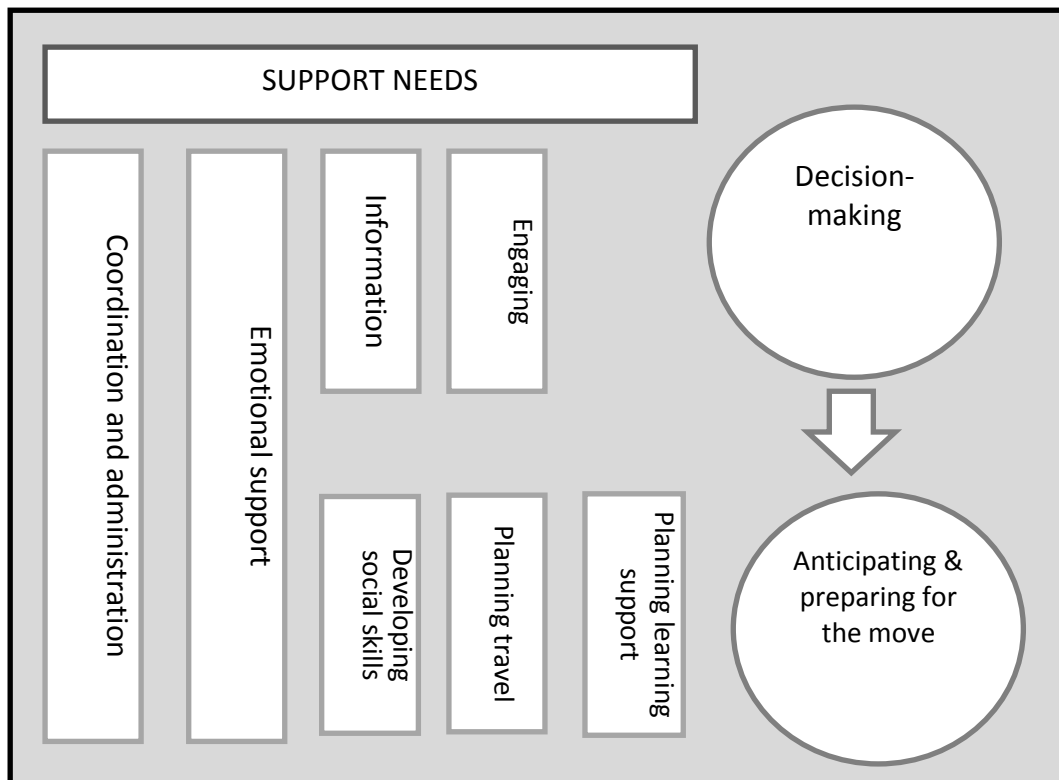 SUPPORT NEEDS
Coordination and administration
Emotional support
Information
Engaging
Decision-
making
Developing
social skills
Planning travel
Planning learning
support
Anticipating &
preparing for
the move